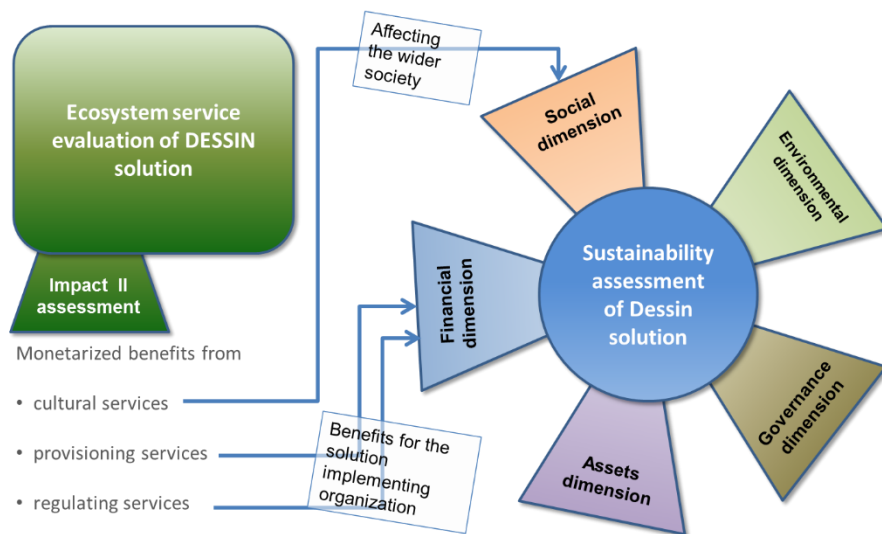 Ecosystem service
evaluation of DESSIN
solution
Impact II
assessment
Monetarized benefits from
• cultural services
• provisioning services
• regulating services
Affecting
the wider
society
Benefits for the
solution
implementing
organization
Social
dimension
Environmental
dimension
Financial
dimension
Sustainability
assessment
of Dessin
solution
Governance
dimension
Assets
dimension